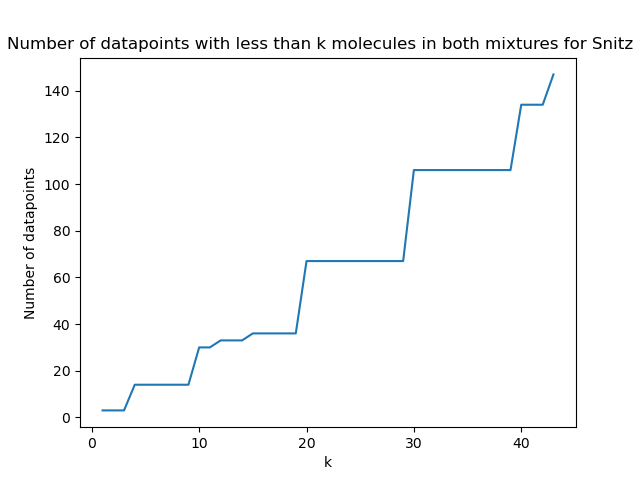 Number of datapoints with less than k molecules in both mixtures for Snitz
140
120
100
80
60
40
20
0
Number of datapoints
0 10 20 30 40
k